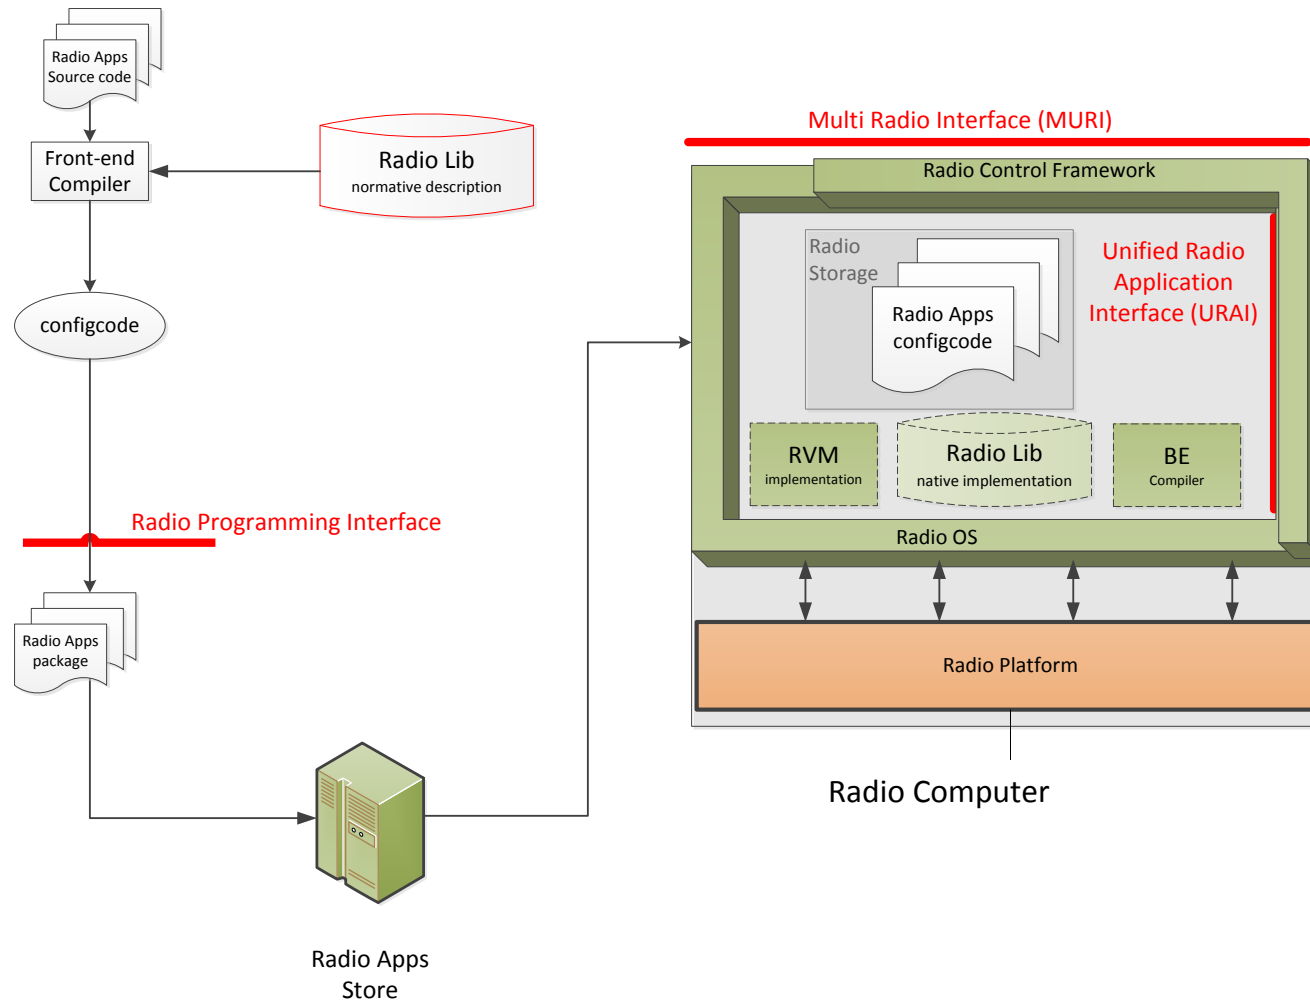 Radio Apps
Source code
Front-end
Compiler
Radio Lib
normative description
configcode
Radio Programming Interface
Radio Apps
package
Radio Apps
Store
Multi Radio Interface (MURI)
Radio Control Framework
Radio
Storage
Radio Apps
configcode
Unified Radio
Application
Interface (URAI)
RVM
implementation
Radio Lib
native implementation
BE
Compiler
Radio OS
Radio Platform
Radio Computer